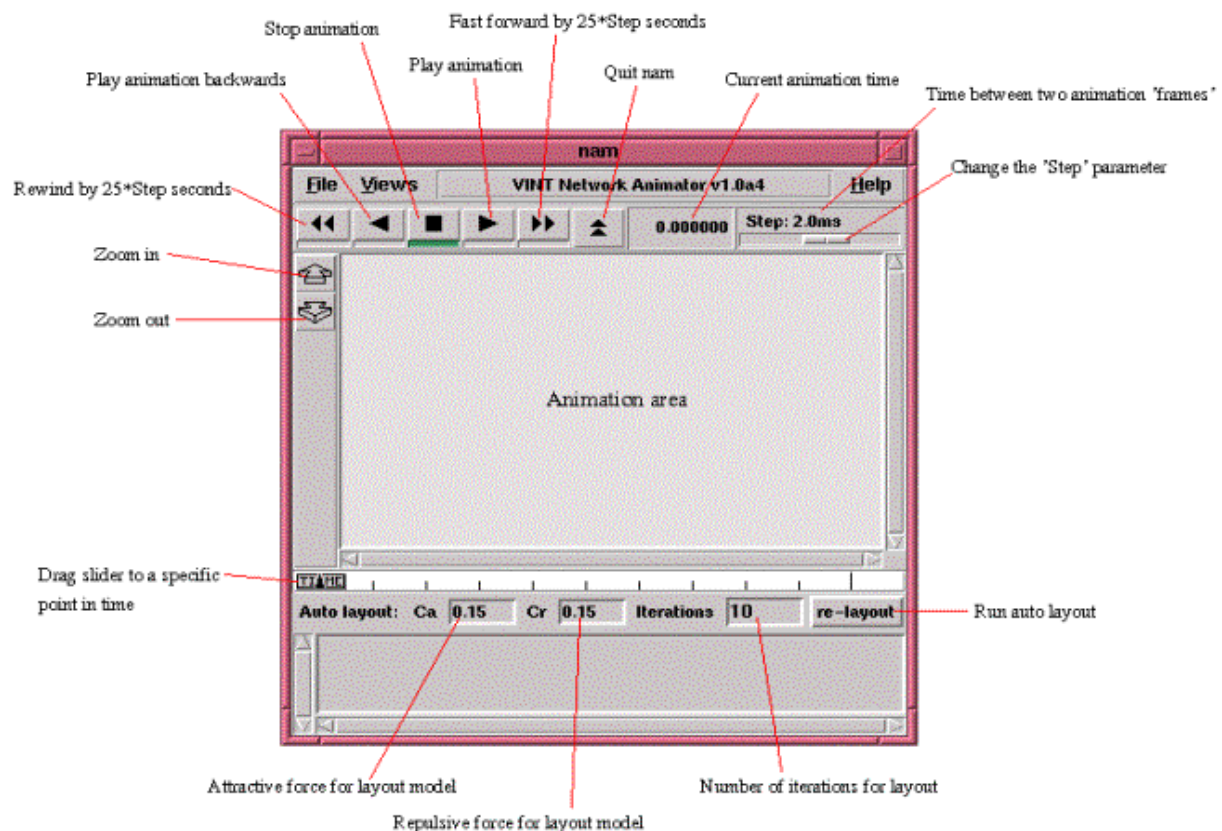 Fast forward by 25*Step seconds
Stop animation
Play animation
Quit nam
Play animation backwards
Current animation time
Time between two animation 'frames'
nam
Change the 'Step' parameter
Rewind by 25*Step seconds
File Views VINT Network Animator v1.0a4 Help
0.000000 Step: 2.0ms
Zoom in
Zoom out
Animation area
Drag slider to a specific
point in time
TIME
Auto layout: Ca 0.15 Cr 0.15 Iterations 10 re-layout
Run auto layout
Attractive force for layout model
Number of iterations for layout
Repulsive force for layout model